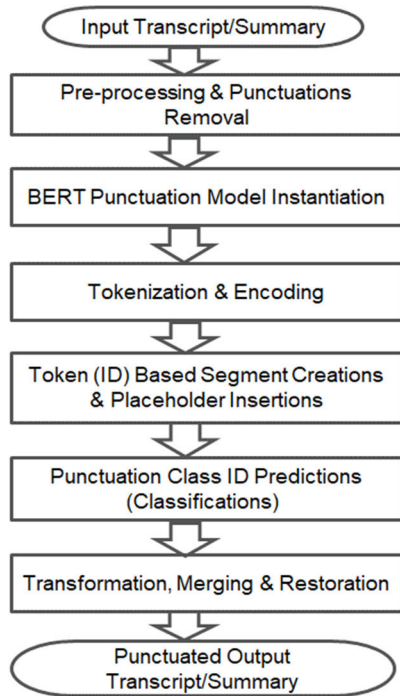 Input Transcript/Summary
Pre-processing & Punctuations
Removal
BERT Punctuation Model Instantiation
Tokenization & Encoding
Token (ID) Based Segment Creations
& Placeholder Insertions
Punctuation Class ID Predictions
(Classifications)
Transformation, Merging & Restoration
Punctuated Output
Transcript/Summary